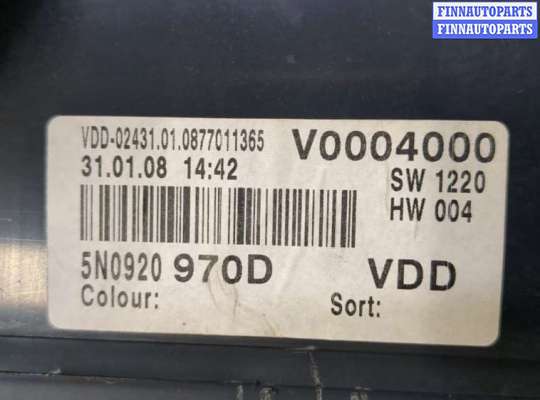 FINNAUTOPARTS
FINNAUTOPARTS
VDD-02431.01.0877011365
V0004000
31.01.08 14:42
SW 1220
HW 004
5N0920 970D VDD
Colour: Sort: